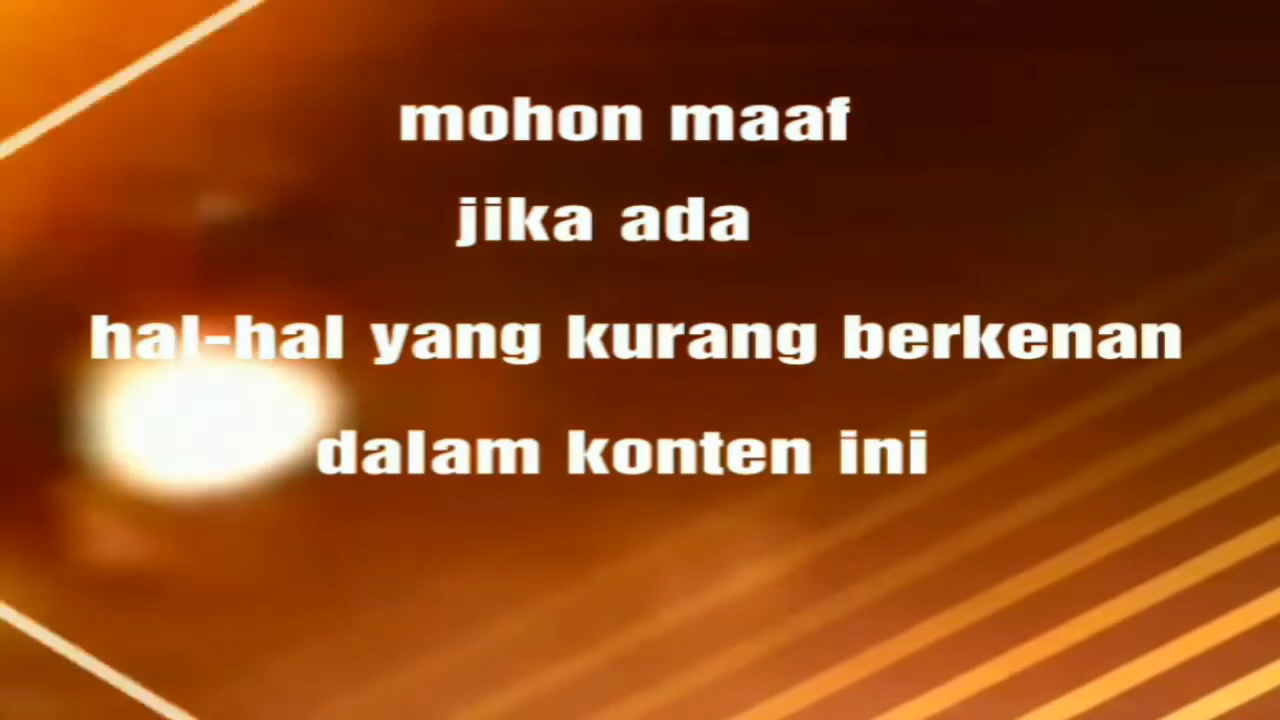 mohon maaf
jika ada
hal-hal yang kurang berkenan
dalam konten ini